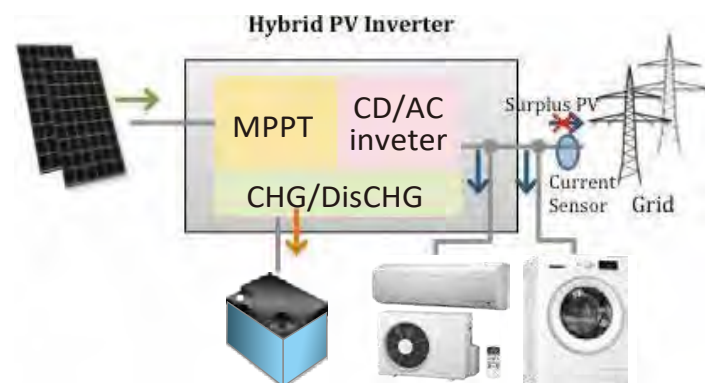 Hybrid PV Inverter
MPPT
CD/AC
inveter
Surplus PV
CHG/DisCHG
Current
Sensor
Grid